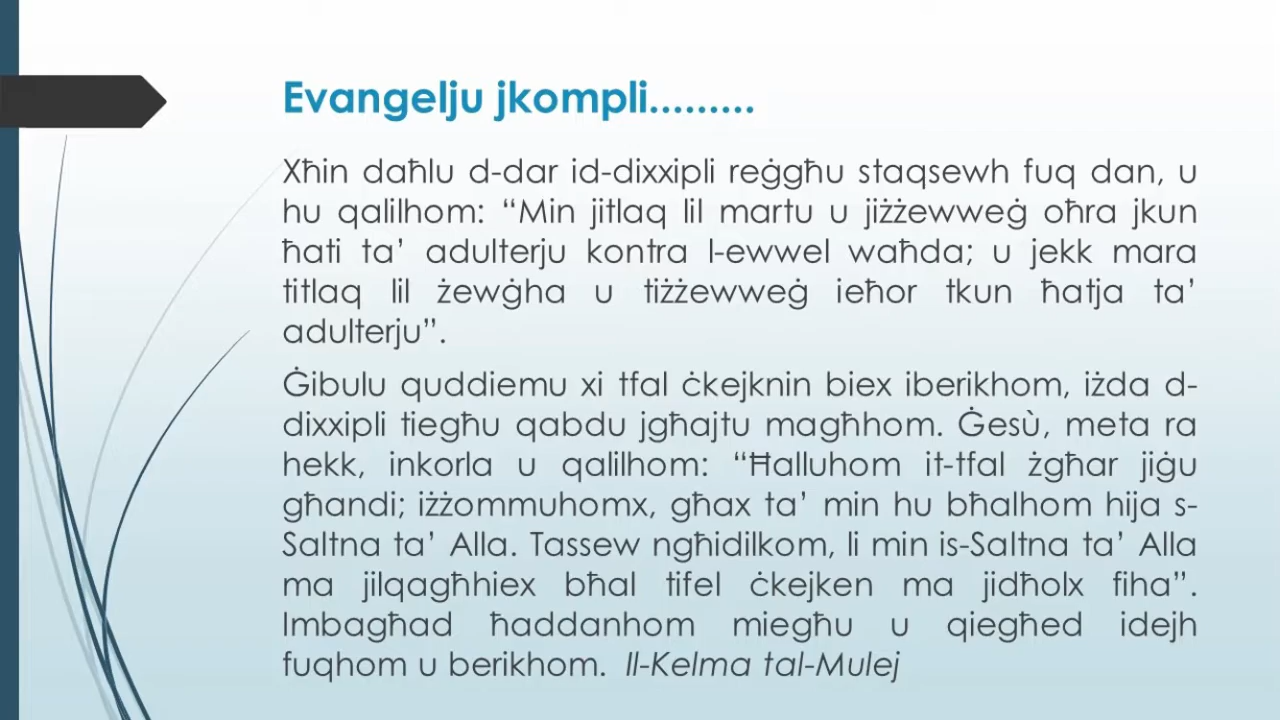 Evangelju jkompli.........
Xħin daħlu d-dar id-dixxipli reġgħu staqsewh fuq dan, u
hu qalilhom: “Min jitlaq lil martu u jiżżewweġ oħra jkun
ħati ta’ adulterju kontra l-ewwel waħda; u jekk mara
titlaq lil żewġha u tiżżewweġ ieħor tkun ħatja ta’
adulterju”.
Ġibulu quddiemu xi tfal ċkejknin biex iberikhom, iżda d-
dixxipli tiegħu qabdu jgħajtu magħhom. Ġesù, meta ra
hekk, inkorla u qalilhom: “Ħalluhom it-tfal żgħar jiġu
għandi; iżżommuhomx, għax ta’ min hu bħalhom hija s-
Saltna ta’ Alla. Tassew ngħidilkom, li min is-Saltna ta’ Alla
ma jilqagħhiex bħal tifel ċkejken ma jidħolx fiha”.
Imbagħad ħaddanhom miegħu u qiegħed idejh
fuqhom u berikhom. Il-Kelma tal-Mulej